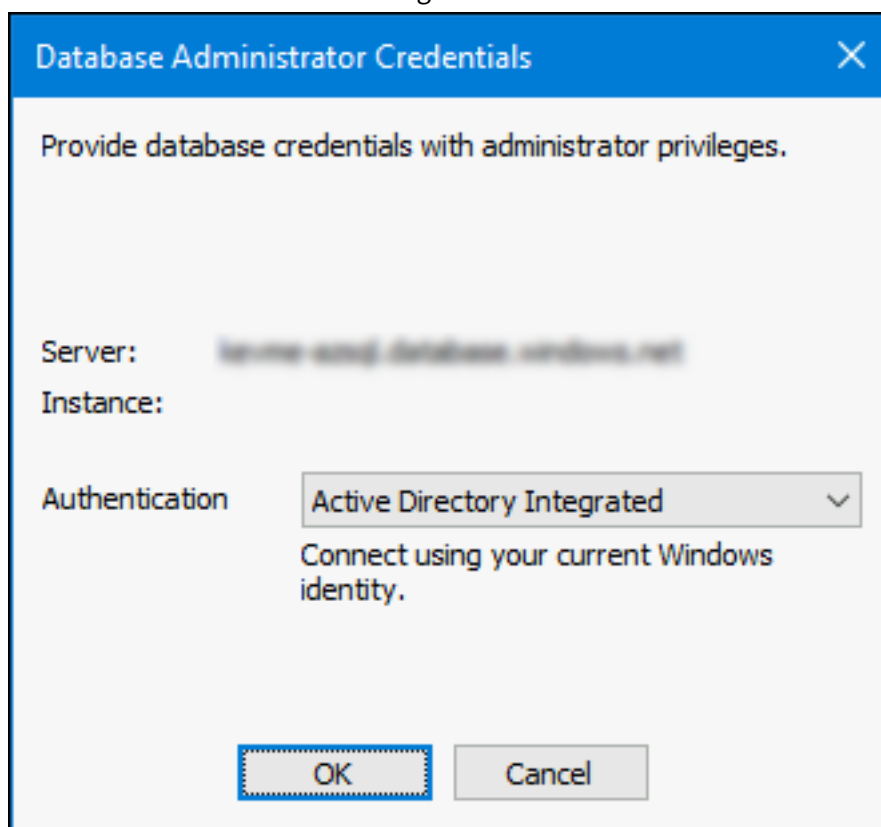 Database Administrator Credentials
Provide database credentials with administrator privileges.
Server:
Instance:
Authentication Active Directory Integrated
Connect using your current Windows
identity.
OK Cancel